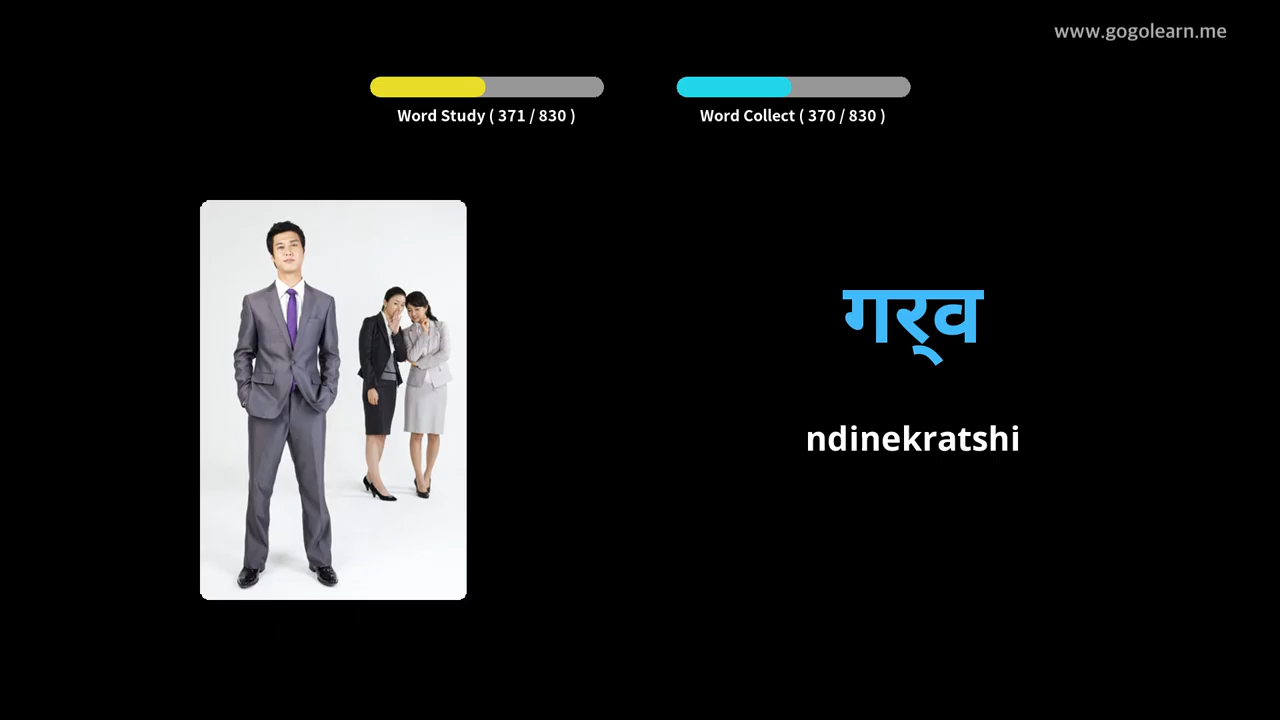 www.gogolearn.me
Word Study ( 371 / 830 )
Word Collect ( 370 / 830 )
गर्‍व
ndinekratshi